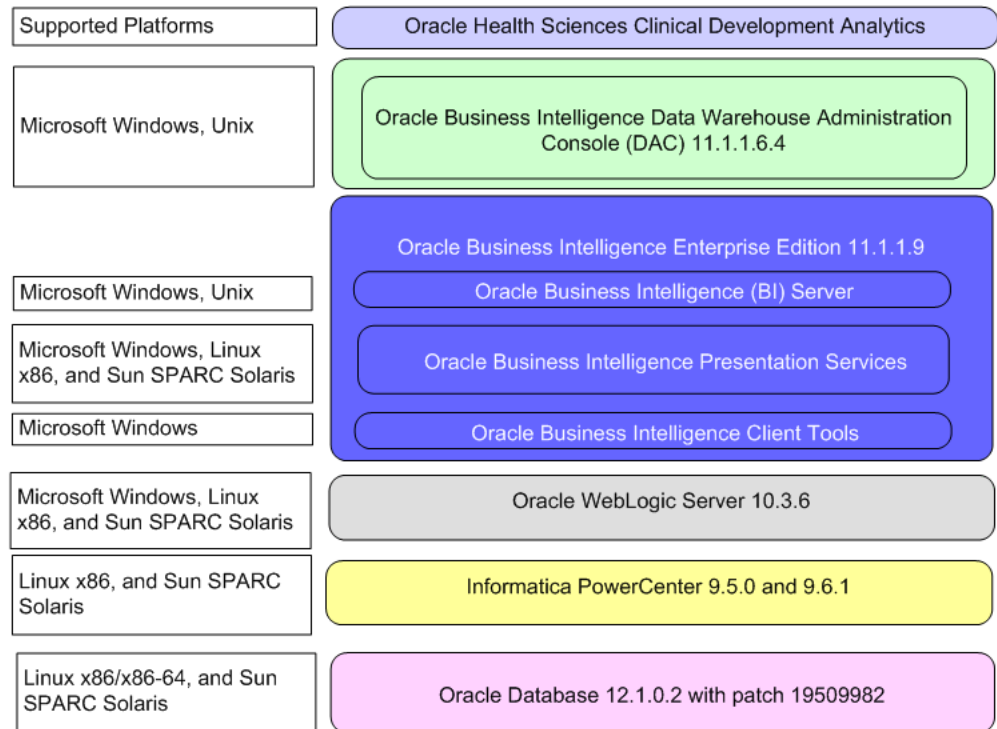 Supported Platforms
Oracle Health Sciences Clinical Development Analytics
Microsoft Windows, Unix
Oracle Business Intelligence Data Warehouse Administration
Console (DAC) 11.1.1.6.4
Oracle Business Intelligence Enterprise Edition 11.1.1.9
Microsoft Windows, Unix
Oracle Business Intelligence (BI) Server
Microsoft Windows, Linux
x86, and Sun SPARC Solaris
Oracle Business Intelligence Presentation Services
Microsoft Windows
Oracle Business Intelligence Client Tools
Microsoft Windows, Linux
x86, and Sun SPARC Solaris
Oracle WebLogic Server 10.3.6
Linux x86, and Sun SPARC
Solaris
Informatica PowerCenter 9.5.0 and 9.6.1
Linux x86/x86-64, and Sun
SPARC Solaris
Oracle Database 12.1.0.2 with patch 19509982